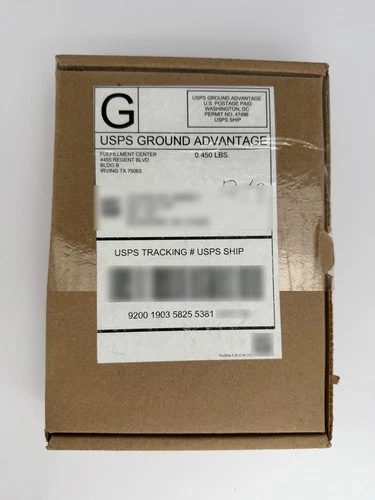 G
USPS GROUND ADVANTAGE
U.S. POSTAGE PAID
WASHINGTON, DC
PERMIT NO. 41496
USPS SHIP
USPS GROUND ADVANTAGE
FULFILLMENT CENTER
0.450 LBS.
4455 REGENT BLVD
BLDG B
IRVING TX 75063
USPS TRACKING # USPS SHIP
9200 1903 5825 5381